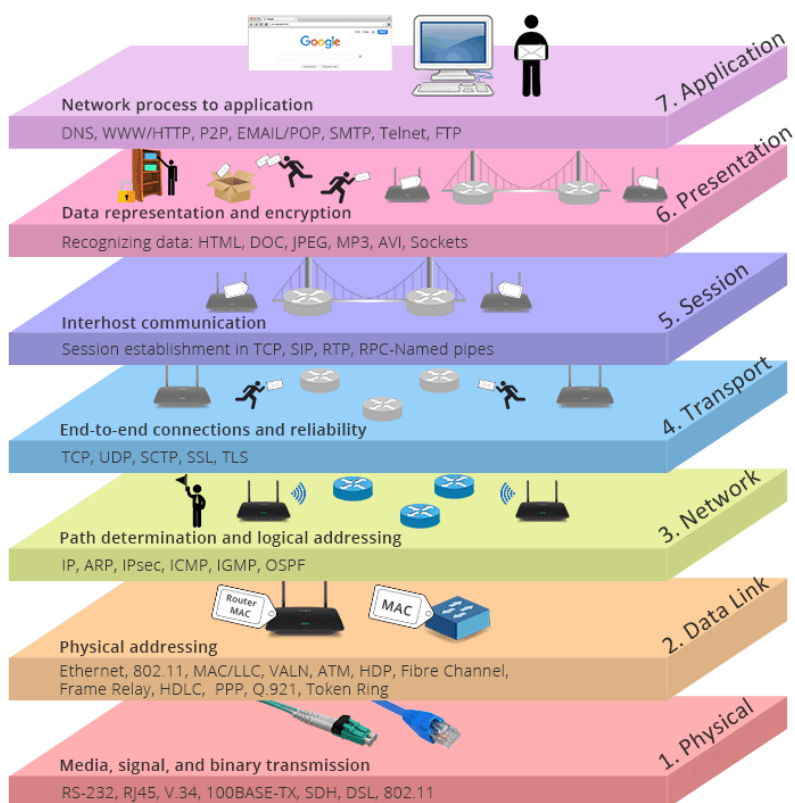 Google
7. Application
Network process to application
DNS, WWW/HTTP, P2P, EMAIL/POP, SMTP, Telnet, FTP
6. Presentation
Data representation and encryption
Recognizing data: HTML, DOC, JPEG, MP3, AVI, Sockets
5. Session
Interhost communication
Session establishment in TCP, SIP, RTP, RPC-Named pipes
4. Transport
End-to-end connections and reliability
TCP, UDP, SCTP, SSL, TLS
3. Network
Path determination and logical addressing
IP, ARP, IPsec, ICMP, IGMP, OSPF
Router
MAC
MAC
2. Data Link
Physical addressing
Ethernet, 802.11, MAC/LLC, VALN, ATM, HDP, Fibre Channel,
Frame Relay, HDLC, PPP, Q.921, Token Ring
1. Physical
Media, signal, and binary transmission
RS-232, RJ45, V.34, 100BASE-TX, SDH, DSL, 802.11